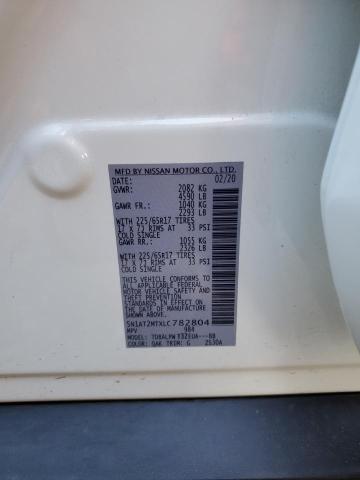 MFD BY NISSAN MOTOR CO., LTD.
DATE: 02/20
GVWR: 2082 KG
4590 LB
GAWR FR.: 1040 KG
2293 LB
WITH 225/65R17 TIRES
17 X 7J RIMS AT 33 PSI
COLD SINGLE
GAWR RR.: 1055 KG
2326 LB
WITH 225/65R17 TIRES
17 X 7J RIMS AT 33 PSI
COLD SINGLE
THIS VEHICLE CONFORMS TO
ALL APPLICABLE FEDERAL
MOTOR VEHICLE SAFETY
STANDARDS IN EFFECT ON
THE DATE OF MANUFACTURE
SHOWN ABOVE
5N1AT2MTXLC782804
MPV 984
MODEL:
COLOR: QAK TRIM: G 2530A